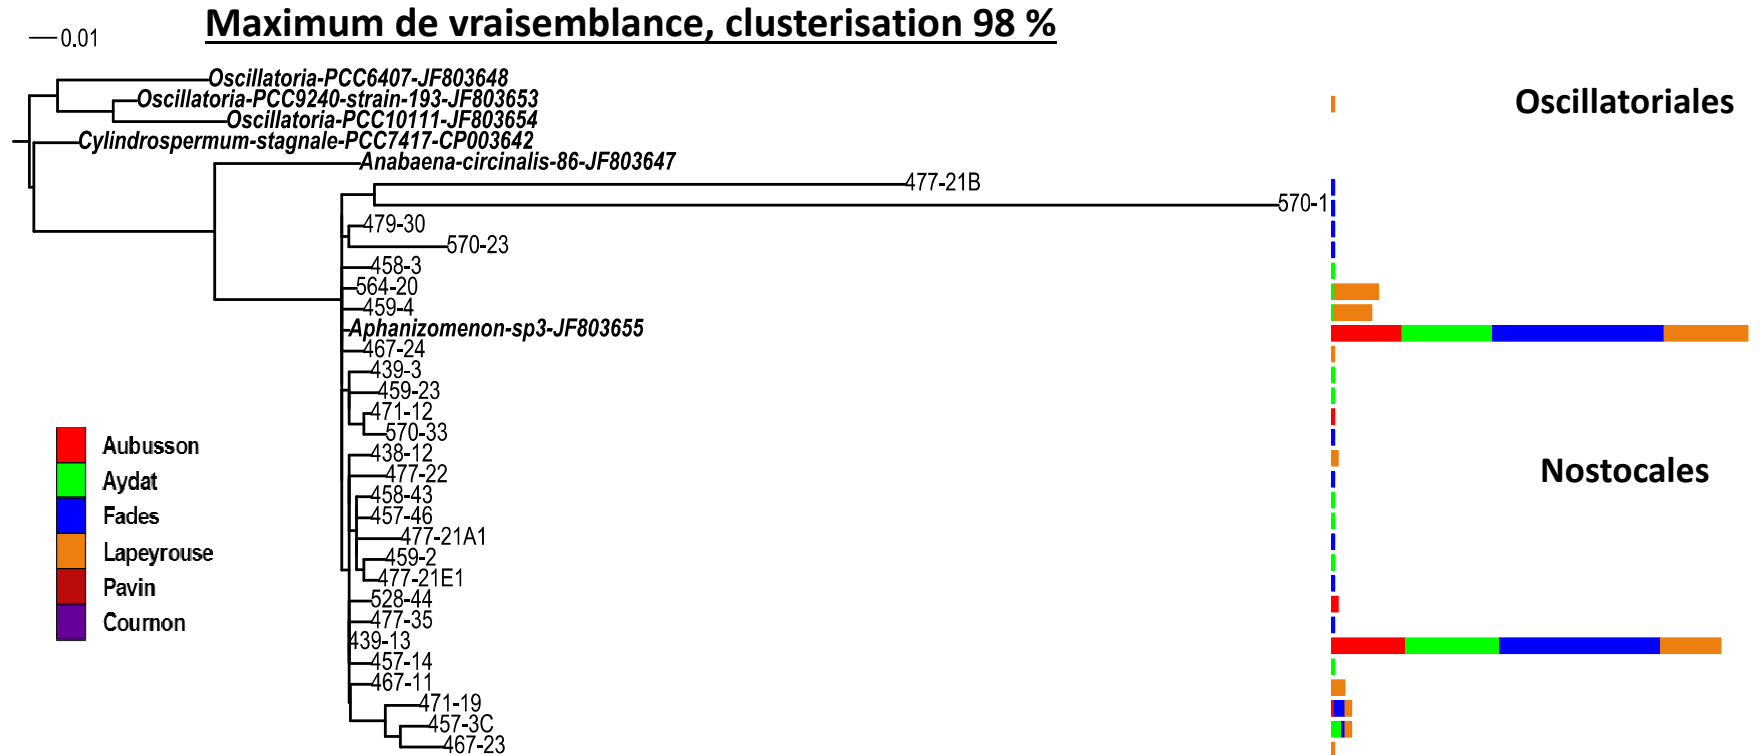 Maximum de vraisemblance, clusterisation 98 %
0.01
Oscillatoria-PCC6407-JF803648
Oscillatoria-PCC9240-strain-193-JF803653
Oscillatoria-PCC10111-JF803654
Cylindrospermum-stagnale-PCC7417-CP003642
Anabaena-circinalis-86-JF803647
477-21B
570-1
479-30
570-23
458-3
564-20
459-4
Aphanizomenon-sp3-JF803655
467-24
439-3
459-23
471-12
570-33
438-12
477-22
458-43
457-46
477-21A1
459-2
477-21E1
528-44
477-35
439-13
457-14
467-11
471-19
457-3C
467-23
Oscillatoriales
Nostocales
Aubusson
Aydat
Fades
Lapeyrouse
Pavin
Cournon